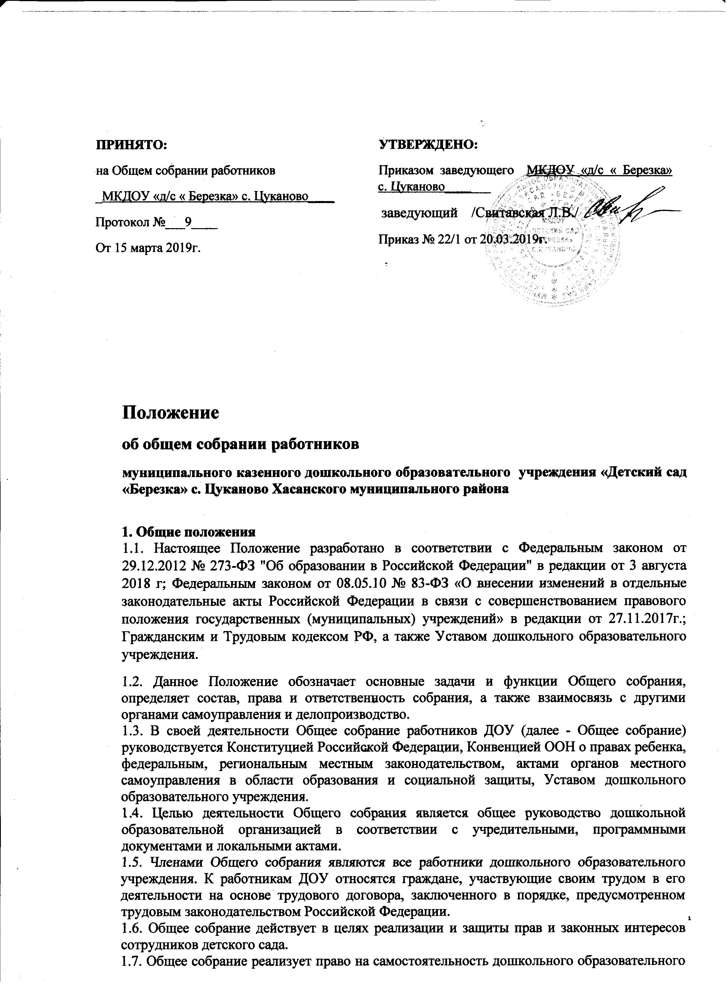 ПРИНЯТО:
на Общем собрании работников
МКДОУ «д/с « Березка» с. Цуканово
Протокол №___9____
От 15 марта 2019г.
УТВЕРЖДЕНО:
Приказом заведующего МКДОУ «д/с « Березка»
с. Цуканово
заведующий /Свитавская Л.В./
Приказ № 22/1 от 20.03.2019г.
МКДОУ
ДЕТСКИЙ САД
«БЕРЕЗКА»
С.ЦУКАНОВО
Положение
об общем собрании работников
муниципального казенного дошкольного образовательного учреждения «Детский сад
«Березка» с. Цуканово Хасанского муниципального района
1. Общие положения
1.1. Настоящее Положение разработано в соответствии с Федеральным законом от
29.12.2012 № 273-ФЗ "Об образовании в Российской Федерации" в редакции от 3 августа
2018 г; Федеральным законом от 08.05.10 № 83-ФЗ «О внесении изменений в отдельные
законодательные акты Российской Федерации в связи с совершенствованием правового
положения государственных (муниципальных) учреждений» в редакции от 27.11.2017г.;
Гражданским и Трудовым кодексом РФ, а также Уставом дошкольного образовательного
учреждения.
1.2. Данное Положение обозначает основные задачи и функции Общего собрания,
определяет состав, права и ответственность собрания, а также взаимосвязь с другими
органами самоуправления и делопроизводство.
1.3. В своей деятельности Общее собрание работников ДОУ (далее - Общее собрание)
руководствуется Конституцией Российской Федерации, Конвенцией ООН о правах ребенка,
федеральным, региональным местным законодательством, актами органов местного
самоуправления в области образования и социальной защиты, Уставом дошкольного
образовательного учреждения.
1.4. Целью деятельности Общего собрания является общее руководство дошкольной
образовательной организацией в соответствии с учредительными, программными
документами и локальными актами.
1.5. Членами Общего собрания являются все работники дошкольного образовательного
учреждения. К работникам ДОУ относятся граждане, участвующие своим трудом в его
деятельности на основе трудового договора, заключенного в порядке, предусмотренном
трудовым законодательством Российской Федерации.
1
1.6. Общее собрание действует в целях реализации и защиты прав и законных интересов
сотрудников детского сада.
1.7. Общее собрание реализует право на самостоятельность дошкольного образовательного